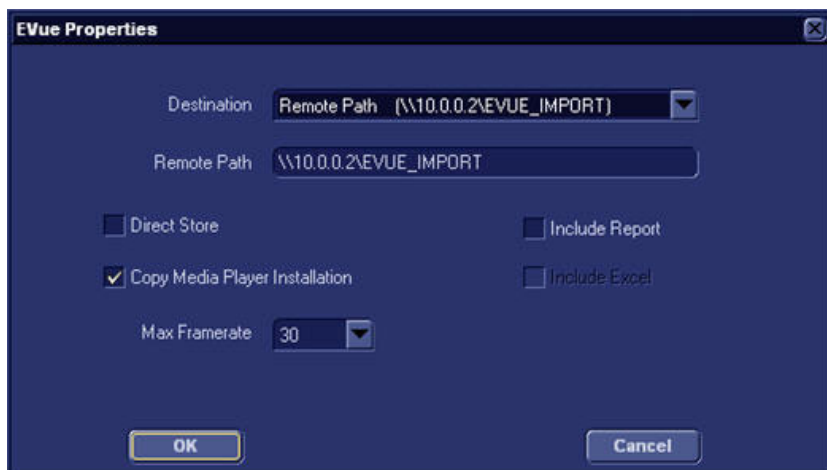 EVue Properties
Destination Remote Path (\\10.0.0.2\EVUE_IMPORT)
Remote Path \\10.0.0.2\EVUE_IMPORT
Direct Store Include Report
Copy Media Player Installation Include Excel
Max Framerate 30
OK Cancel